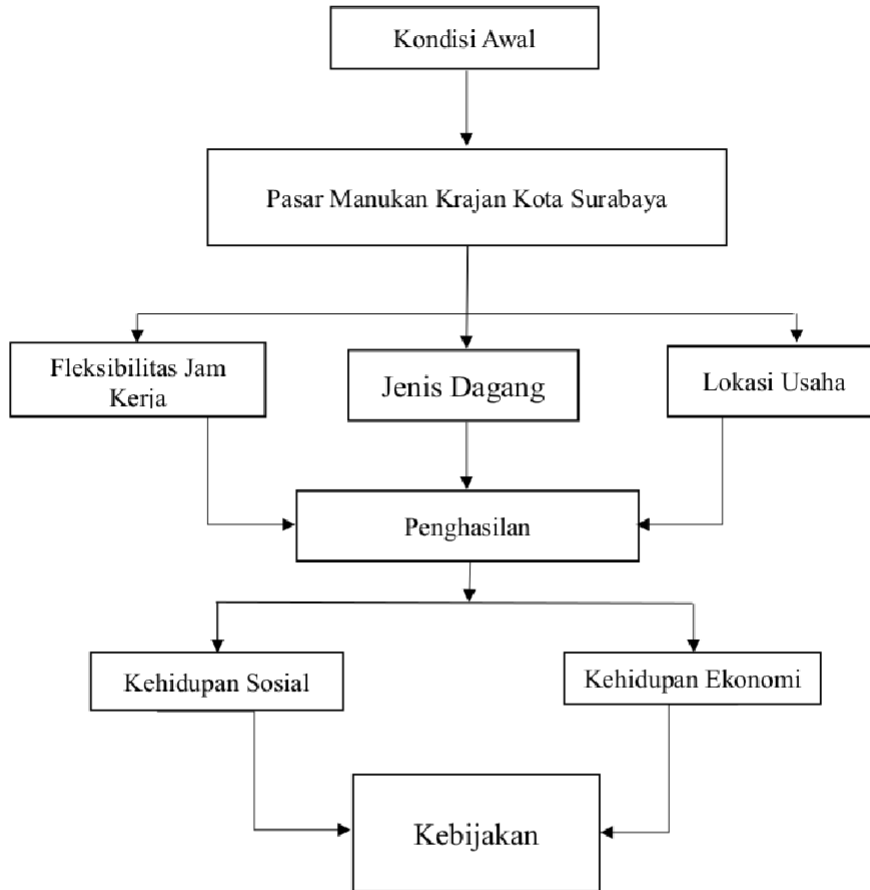 Kondisi Awal
Pasar Manukan Krajan Kota Surabaya
Fleksibilitas Jam
Kerja
Jenis Dagang
Lokasi Usaha
Penghasilan
Kehidupan Sosial
Kehidupan Ekonomi
Kebijakan